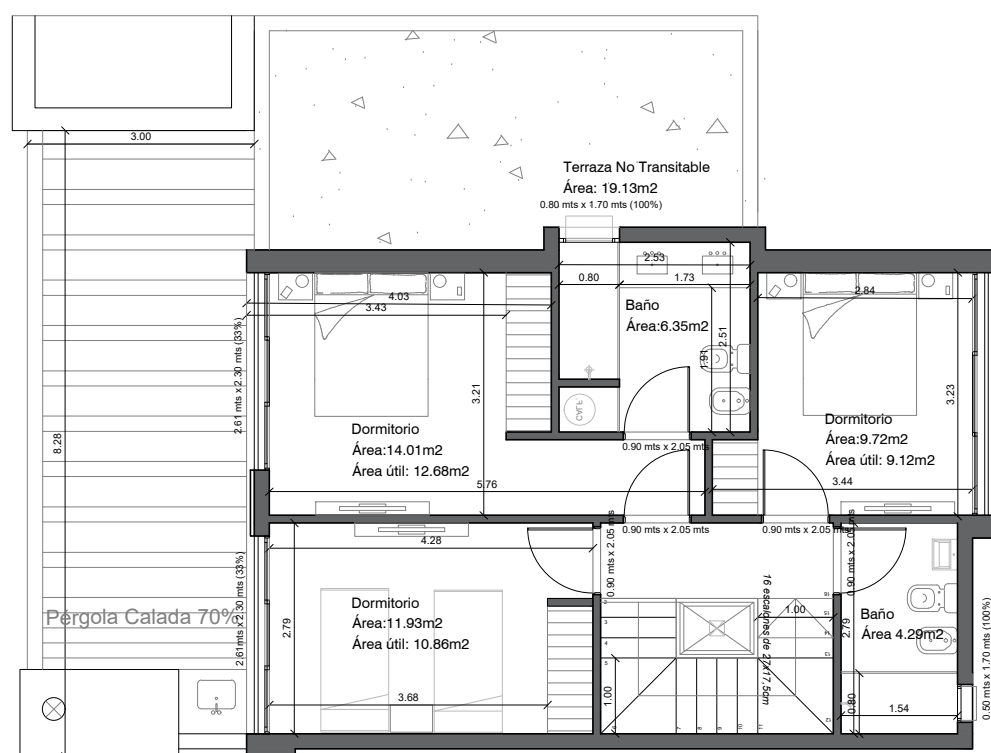 3.00
Terraza No Transitable
Área: 19.13m2
0.80 mts x 1.70 mts (100%)
2.53
0.80
1.73
4.03
3.43
2.84
Baño
Área:6.35m2
2.51
1.91
2.61 mts x 2.30 mts (33%)
3.21
3.23
8.28
CALF.
Dormitorio
Área:14.01m2
Área útil: 12.68m2
Dormitorio
Área:9.72m2
Área útil: 9.12m2
0.90 mts x 2.05 mts
5.76
3.44
0.90 mts x 2.05 mts
0.90 mts x 2.05 mts
4.28
0.90 mts x 2.05 mts
0.90 mts x 2.05 mts
2.61mts x 2.30 mts (33%)
2.79
Pérgola Calada 70%
Dormitorio
Área:11.93m2
Área útil: 10.86m2
16 escalones de 27x17,5cm
1.00
2.79
Baño
Área 4.29m2
0.50 mts x 1.70 mts (100%)
3.68
1.00
0.80
1.54